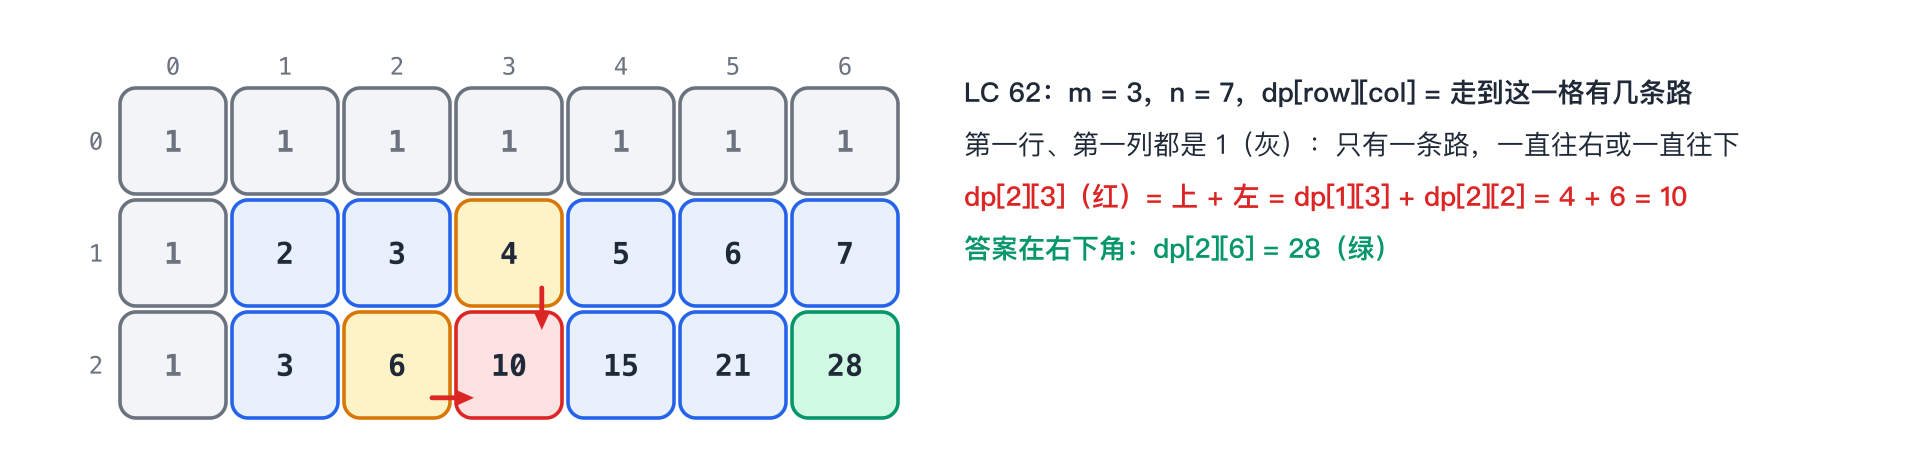 0 1 2 3 4 5 6
0 1 1 1 1 1 1 1
1 1 2 3 4 5 6 7
2 1 3 6 10 15 21 28
LC 62：m = 3，n = 7，dp[row][col] = 走到这一格有几条路
第一行、第一列都是 1（灰）：只有一条路，一直往右或一直往下
dp[2][3]（红）= 上 + 左 = dp[1][3] + dp[2][2] = 4 + 6 = 10
答案在右下角：dp[2][6] = 28（绿）